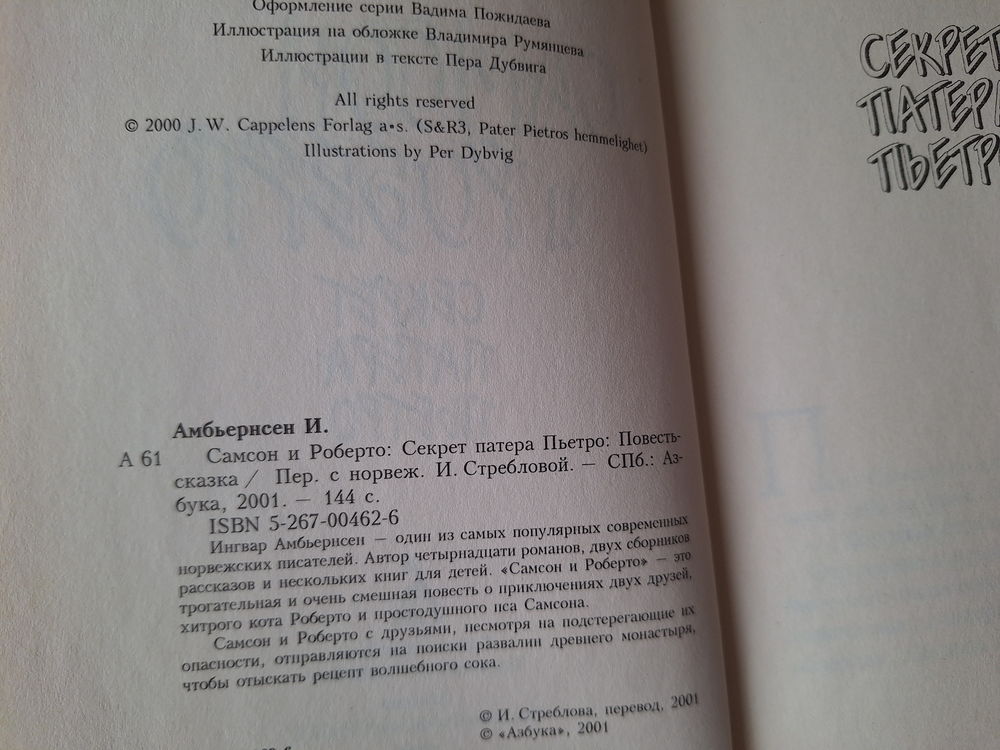 Оформление серии Вадима Пожидаева
Иллюстрация на обложке Владимира Румянцева
Иллюстрации в тексте Пера Дубвига
All rights reserved
© 2000 J. W. Cappelens Forlag a•s. (S&R3, Pater Pietros hemmelighet)
Illustrations by Per Dybvig
Амбьернсен И.
А 61 Самсон и Роберто: Секрет патера Пьетро: Повесть-
сказка / Пер. с норвеж. И. Стребловой. — СПб.: Аз-
бука, 2001. — 144 с.
ISBN 5-267-00462-6
Ингвар Амбьернсен — один из самых популярных современных
норвежских писателей. Автор четырнадцати романов, двух сборников
рассказов и нескольких книг для детей. «Самсон и Роберто» — это
трогательная и очень смешная повесть о приключениях двух друзей,
хитрого кота Роберто и простодушного пса Самсона.
Самсон и Роберто с друзьями, несмотря на подстерегающие их
опасности, отправляются на поиски развалин древнего монастыря,
чтобы отыскать рецепт волшебного сока.
© И. Стреблова, перевод, 2001
© «Азбука», 2001
СЕКРЕТ
ПАТЕРА
ПЬЕТР